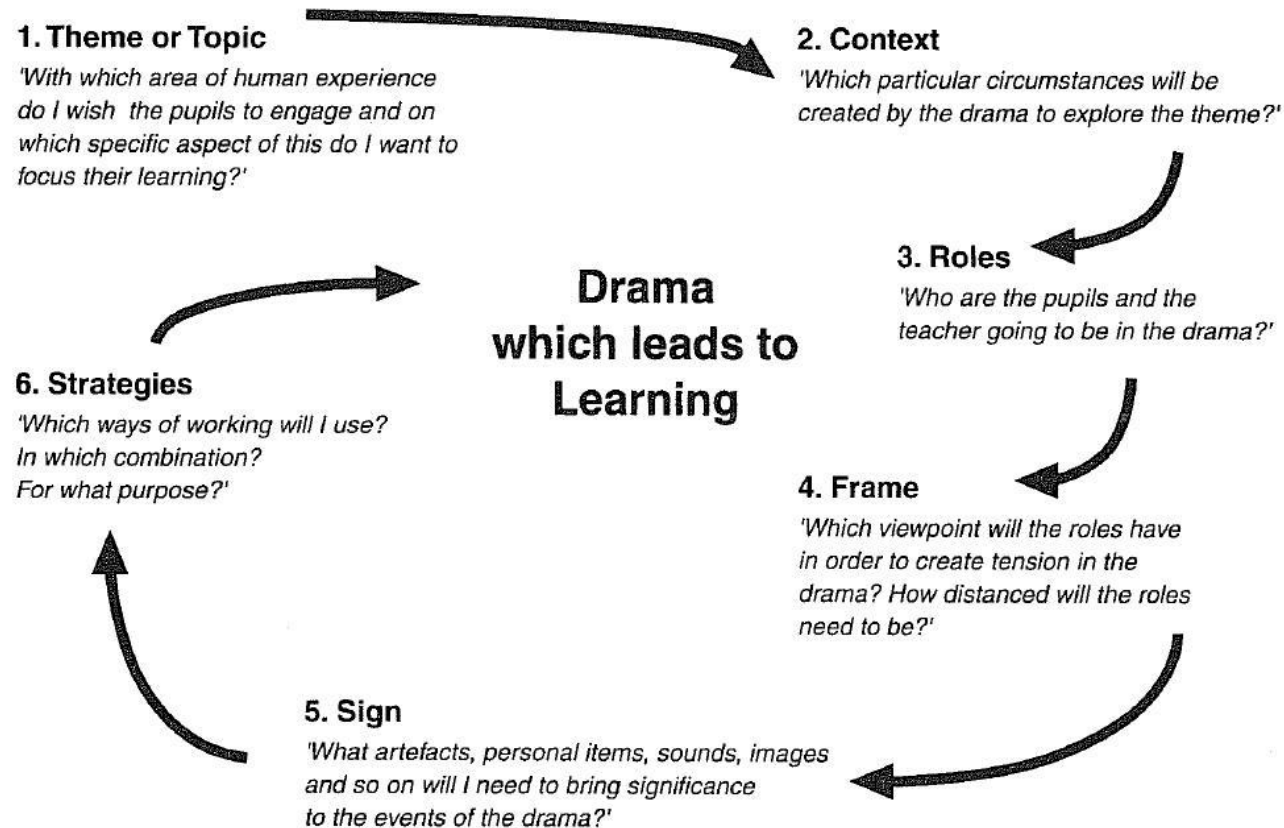 1. Theme or Topic
'With which area of human experience
do I wish the pupils to engage and on
which specific aspect of this do I want to
focus their learning?'
2. Context
'Which particular circumstances will be
created by the drama to explore the theme?'
3. Roles
'Who are the pupils and the
teacher going to be in the drama?'
Drama
which leads to
Learning
4. Frame
'Which viewpoint will the roles have
in order to create tension in the
drama? How distanced will the roles
need to be?'
5. Sign
'What artefacts, personal items, sounds, images
and so on will I need to bring significance
to the events of the drama?'
6. Strategies
'Which ways of working will I use?
In which combination?
For what purpose?'